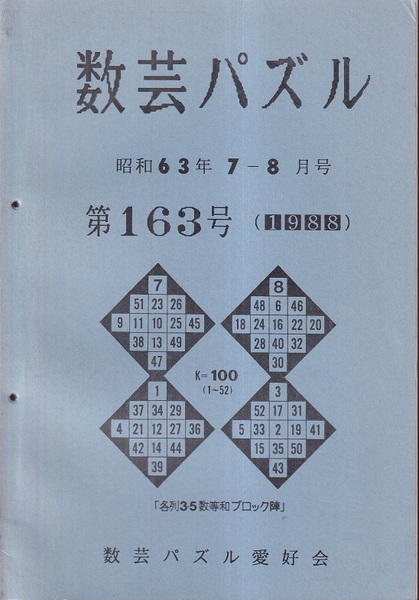 数芸パズル
昭和63年 7-8 月号
第163号 (1988)
7 8
51 23 26 48 6 46
9 11 10 25 45 18 24 16 22 20
38 13 49 28 40 32
47 30
K=100
(1~52)
1 3
37 34 29 52 17 31
4 21 12 27 36 5 33 2 19 41
42 14 44 15 35 50
39 43
「各列3・5数等和ブロック陣」
数芸パズル愛好会